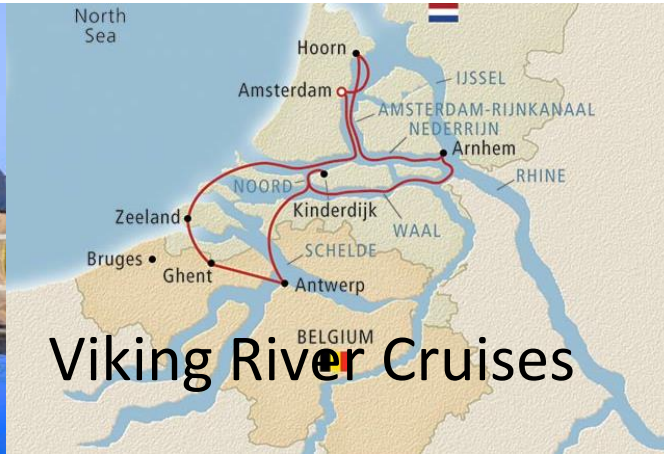 North
Sea
Hoorn
IJSSEL
Amsterdam
AMSTERDAM-RIJNKANAAL
NEDERRIJN
Arnhem
RHINE
NOORD
Kinderdijk
Zeeland
WAAL
Bruges
SCHELDE
Ghent
Antwerp
BELGIUM
Viking River Cruises